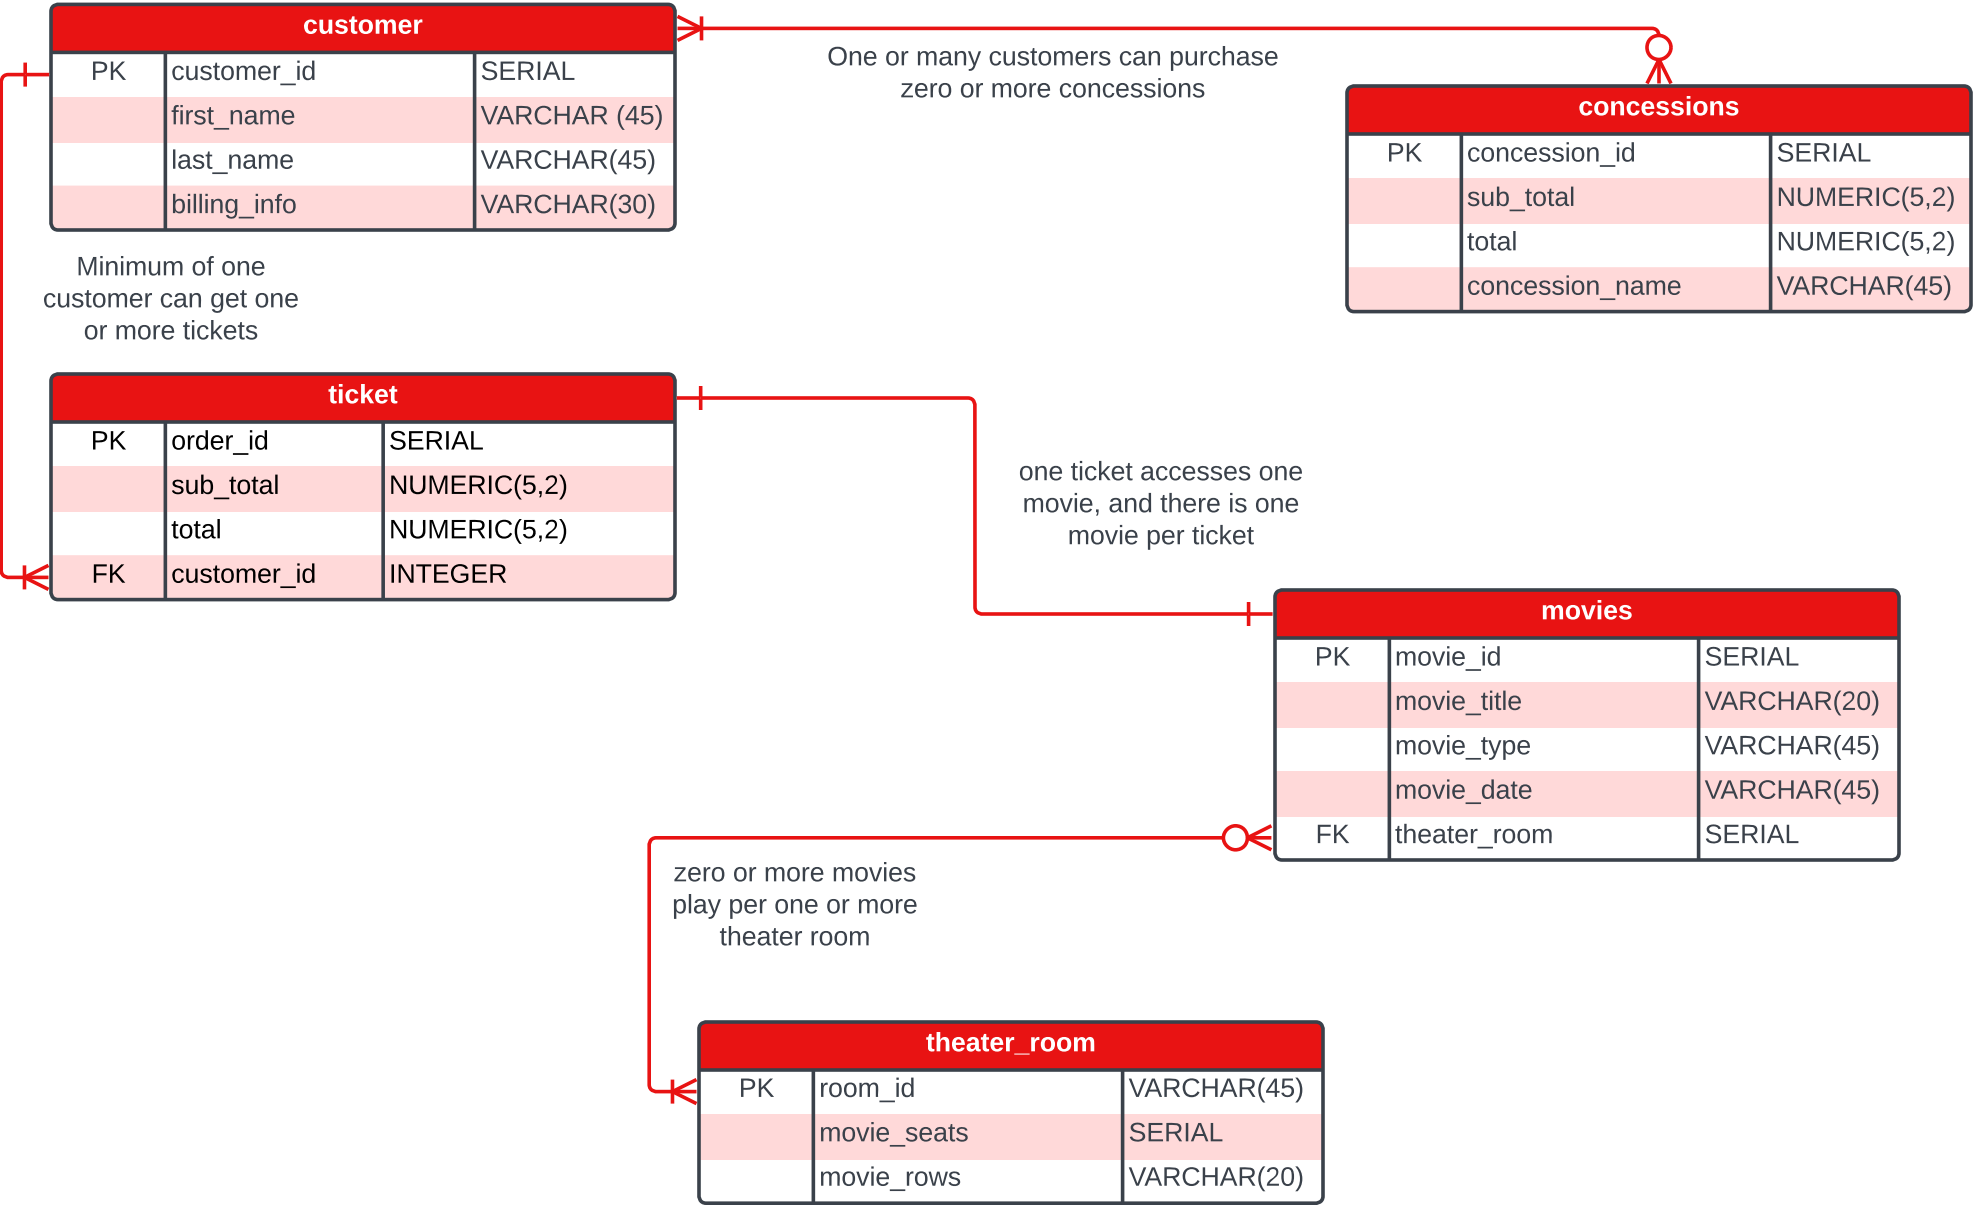 customer
PK customer_id SERIAL
first_name VARCHAR (45)
last_name VARCHAR(45)
billing_info VARCHAR(30)
One or many customers can purchase
zero or more concessions
concessions
PK concession_id SERIAL
sub_total NUMERIC(5,2)
total NUMERIC(5,2)
concession_name VARCHAR(45)
Minimum of one
customer can get one
or more tickets
ticket
PK order_id SERIAL
sub_total NUMERIC(5,2)
total NUMERIC(5,2)
FK customer_id INTEGER
one ticket accesses one
movie, and there is one
movie per ticket
movies
PK movie_id SERIAL
movie_title VARCHAR(20)
movie_type VARCHAR(45)
movie_date VARCHAR(45)
FK theater_room SERIAL
zero or more movies
play per one or more
theater room
theater_room
PK room_id VARCHAR(45)
movie_seats SERIAL
movie_rows VARCHAR(20)